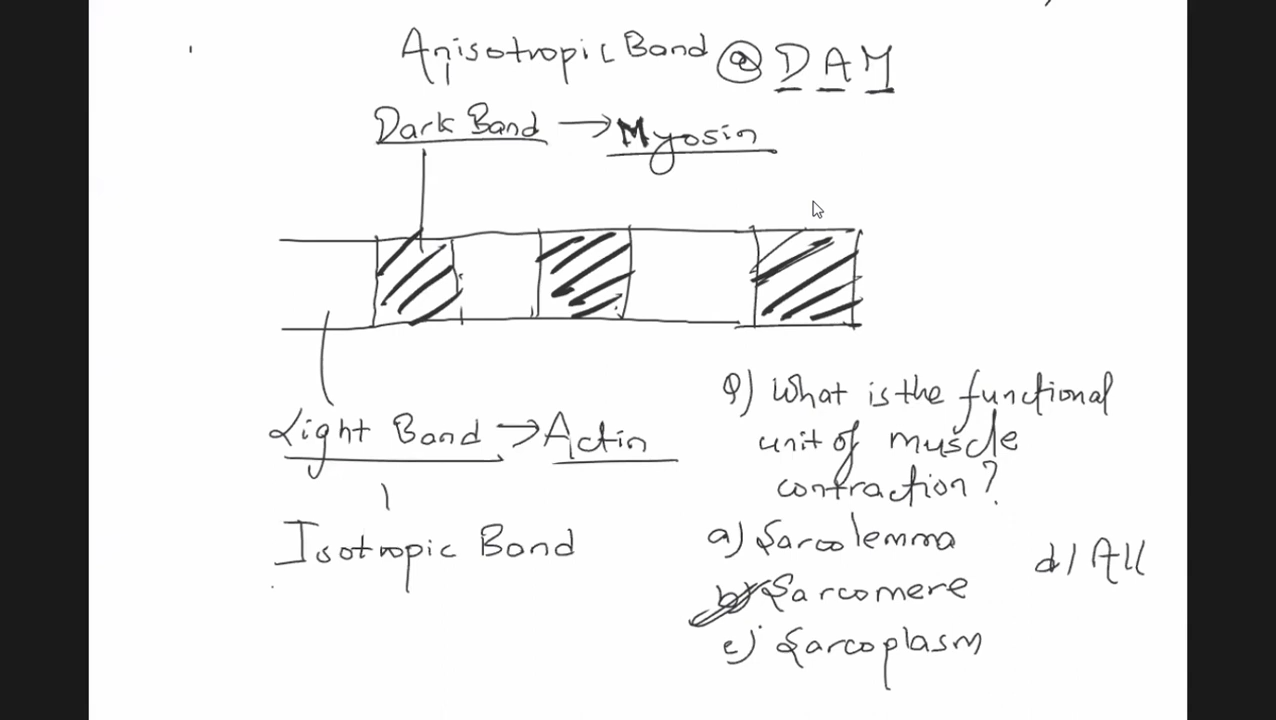 Anisotropic Band @ D A M
Dark Band → Myosin
Light Band → Actin
Isotropic Band
Q) What is the functional
unit of muscle
contraction?
a) Sarcolemma
b) Sarcomere
c) Sarcoplasm
d) All